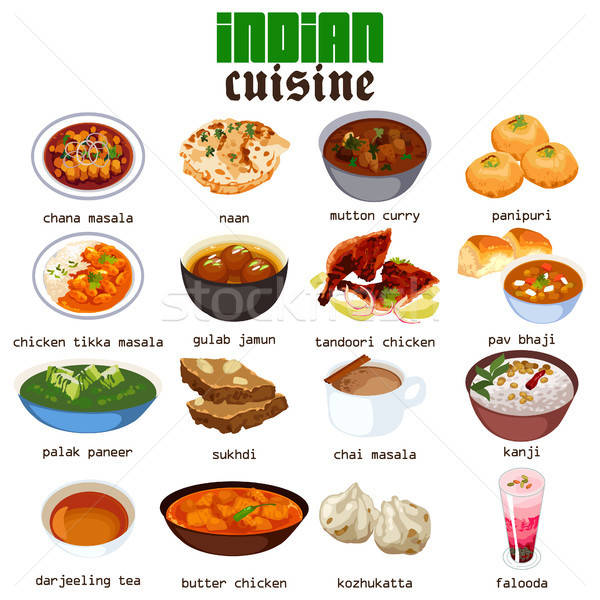 INDIAN
cuisine
chana masala naan mutton curry panipuri
chicken tikka masala gulab jamun tandoori chicken pav bhaji
palak paneer sukhdi chai masala kanji
darjeeling tea butter chicken kozhukatta falooda